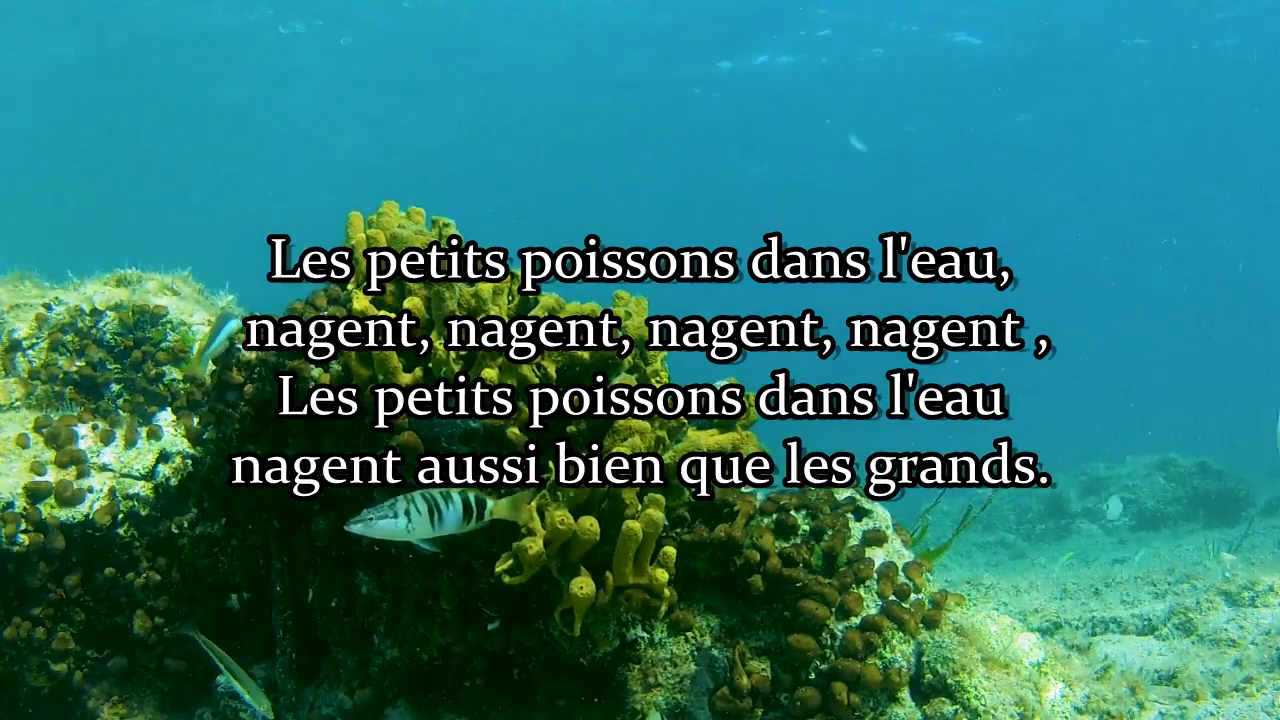 Les petits poissons dans l'eau,
nagent, nagent, nagent, nagent ,
Les petits poissons dans l'eau
nagent aussi bien que les grands.